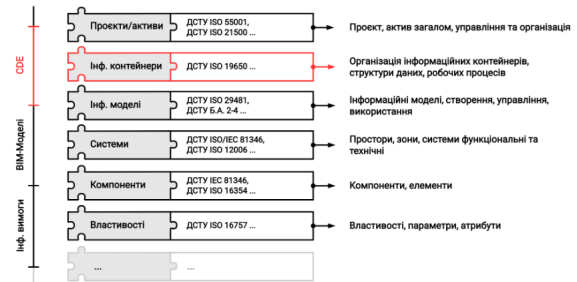 CDE
BIM-Моделі
Інф. вимоги
Проєкти/активи
ДСТУ ISO 55001,
ДСТУ ISO 21500 ...
Проєкт, актив загалом, управління та організація
Інф. контейнери
ДСТУ ISO 19650 ...
Організація інформаційних контейнерів,
структури даних, робочих процесів
Інф. моделі
ДСТУ ISO 29481,
ДСТУ Б.А. 2-4 ...
Інформаційні моделі, створення, управління,
використання
Системи
ДСТУ ISO/IEC 81346,
ДСТУ ISO 12006 ...
Простори, зони, системи функціональні та
технічні
Компоненти
ДСТУ IEC 81346,
ДСТУ ISO 16354 ...
Компоненти, елементи
Властивості
ДСТУ ISO 16757 ...
Властивості, параметри, атрибути
...
...